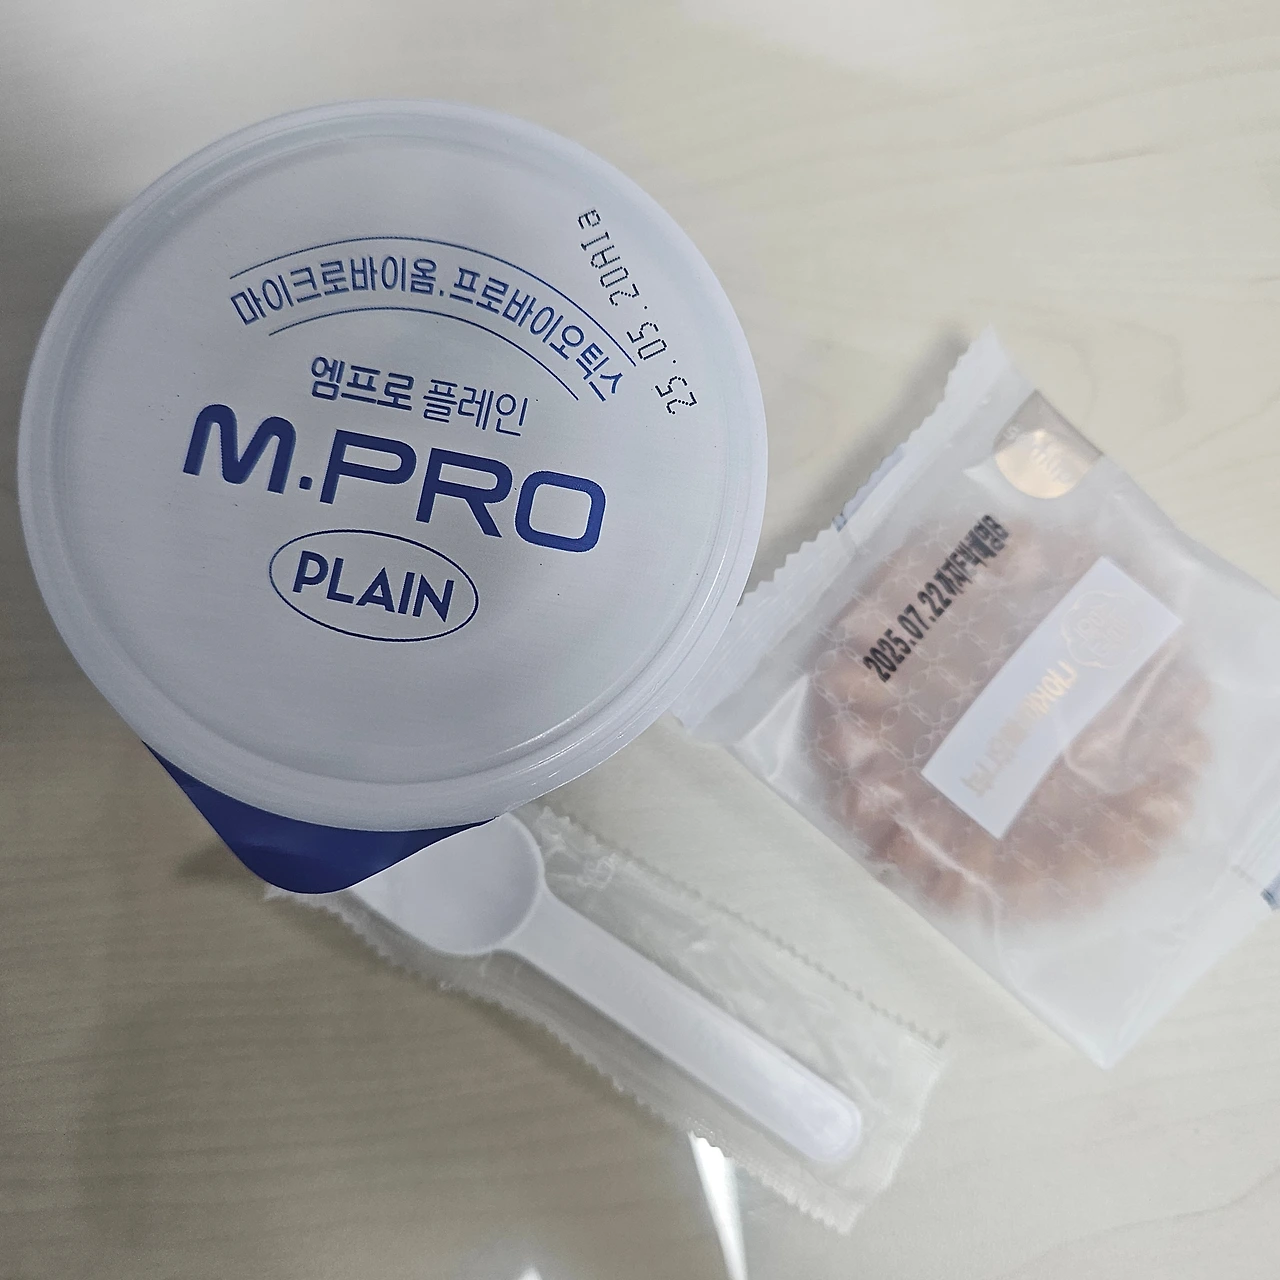 마이크로바이옴.프로바이오틱스
엠프로 플레인
M.PRO
PLAIN
25.05.20A1B
2025.07.22까지